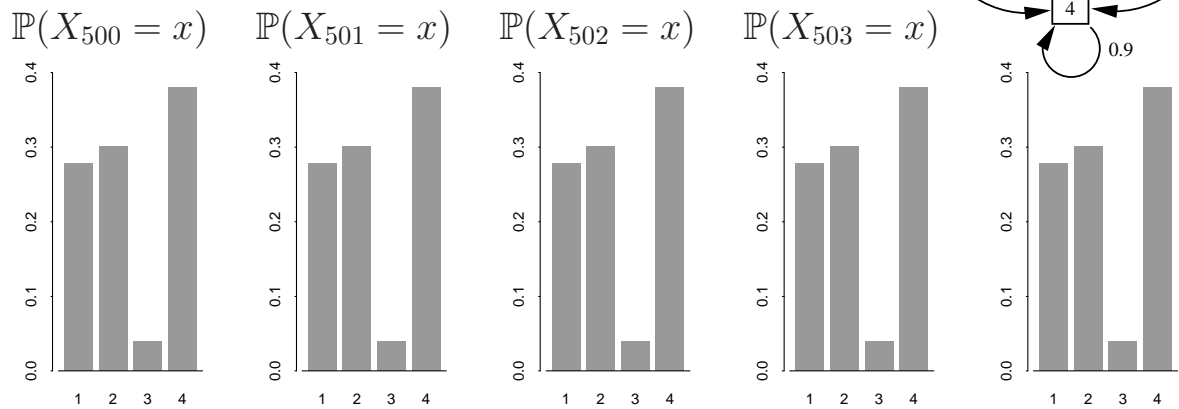 4
ℙ(X₅₀₀ = x) ℙ(X₅₀₁ = x) ℙ(X₅₀₂ = x) ℙ(X₅₀₃ = x)
0.9
0.4 0.4 0.4 0.4 0.4
0.3 0.3 0.3 0.3 0.3
0.2 0.2 0.2 0.2 0.2
0.1 0.1 0.1 0.1 0.1
0.0 0.0 0.0 0.0 0.0
1 2 3 4 1 2 3 4 1 2 3 4 1 2 3 4 1 2 3 4